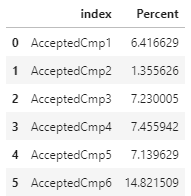 index Percent
0 AcceptedCmp1 6.416629
1 AcceptedCmp2 1.355626
2 AcceptedCmp3 7.230005
3 AcceptedCmp4 7.455942
4 AcceptedCmp5 7.139629
5 AcceptedCmp6 14.821509